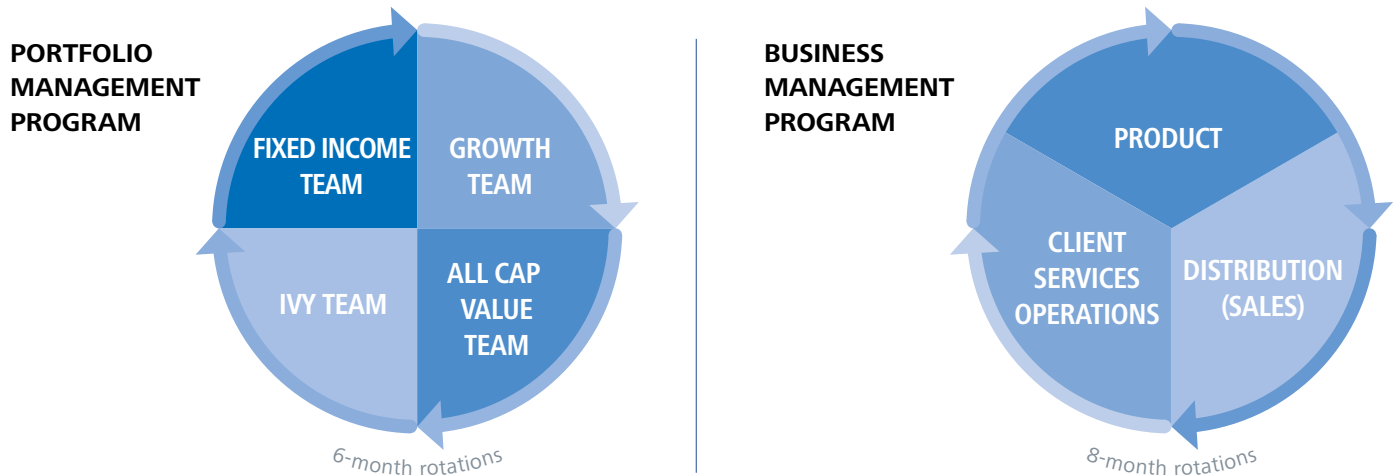 PORTFOLIO
MANAGEMENT
PROGRAM
FIXED INCOME
TEAM
GROWTH
TEAM
IVY TEAM
ALL CAP
VALUE
TEAM
6-month rotations
BUSINESS
MANAGEMENT
PROGRAM
PRODUCT
CLIENT
SERVICES
OPERATIONS
DISTRIBUTION
(SALES)
8-month rotations